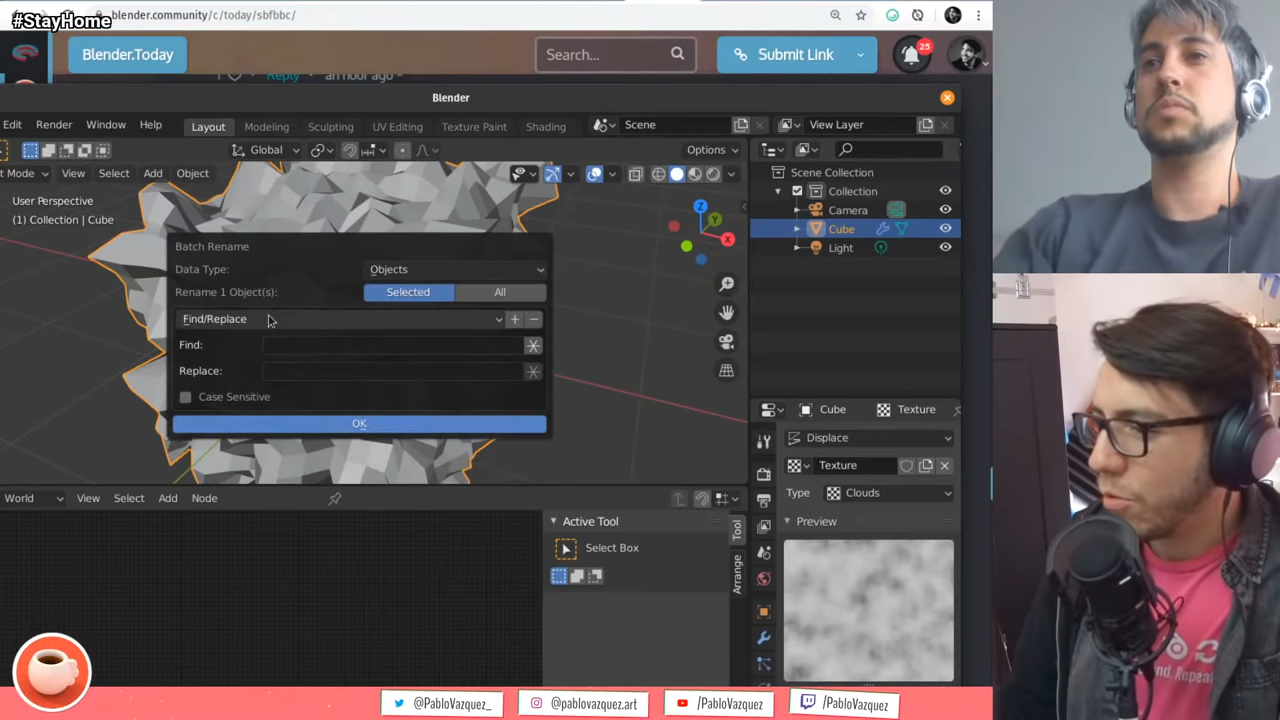 #StayHome
blender.community/c/today/sbfbbc/
Blender.Today
Search...
Submit Link
25
Reply an hour ago
Blender
Edit Render Window Help
Layout Modeling Sculpting UV Editing Texture Paint Shading
Scene
View Layer
Global
Options
Mode View Select Add Object
User Perspective
(1) Collection | Cube
Z
Y
X
Scene Collection
Collection
Camera
Cube
Light
Batch Rename
Data Type: Objects
Rename 1 Object(s): Selected All
Find/Replace
Find:
Replace:
Case Sensitive
OK
Cube Texture
Displace
Texture
Type Clouds
Preview
World View Select Add Node
Active Tool
Select Box
Tool
Arrange
end. Repeat
@PabloVazquez_
@pablovazquez.art
/PabloVazquez
/PabloVazquez